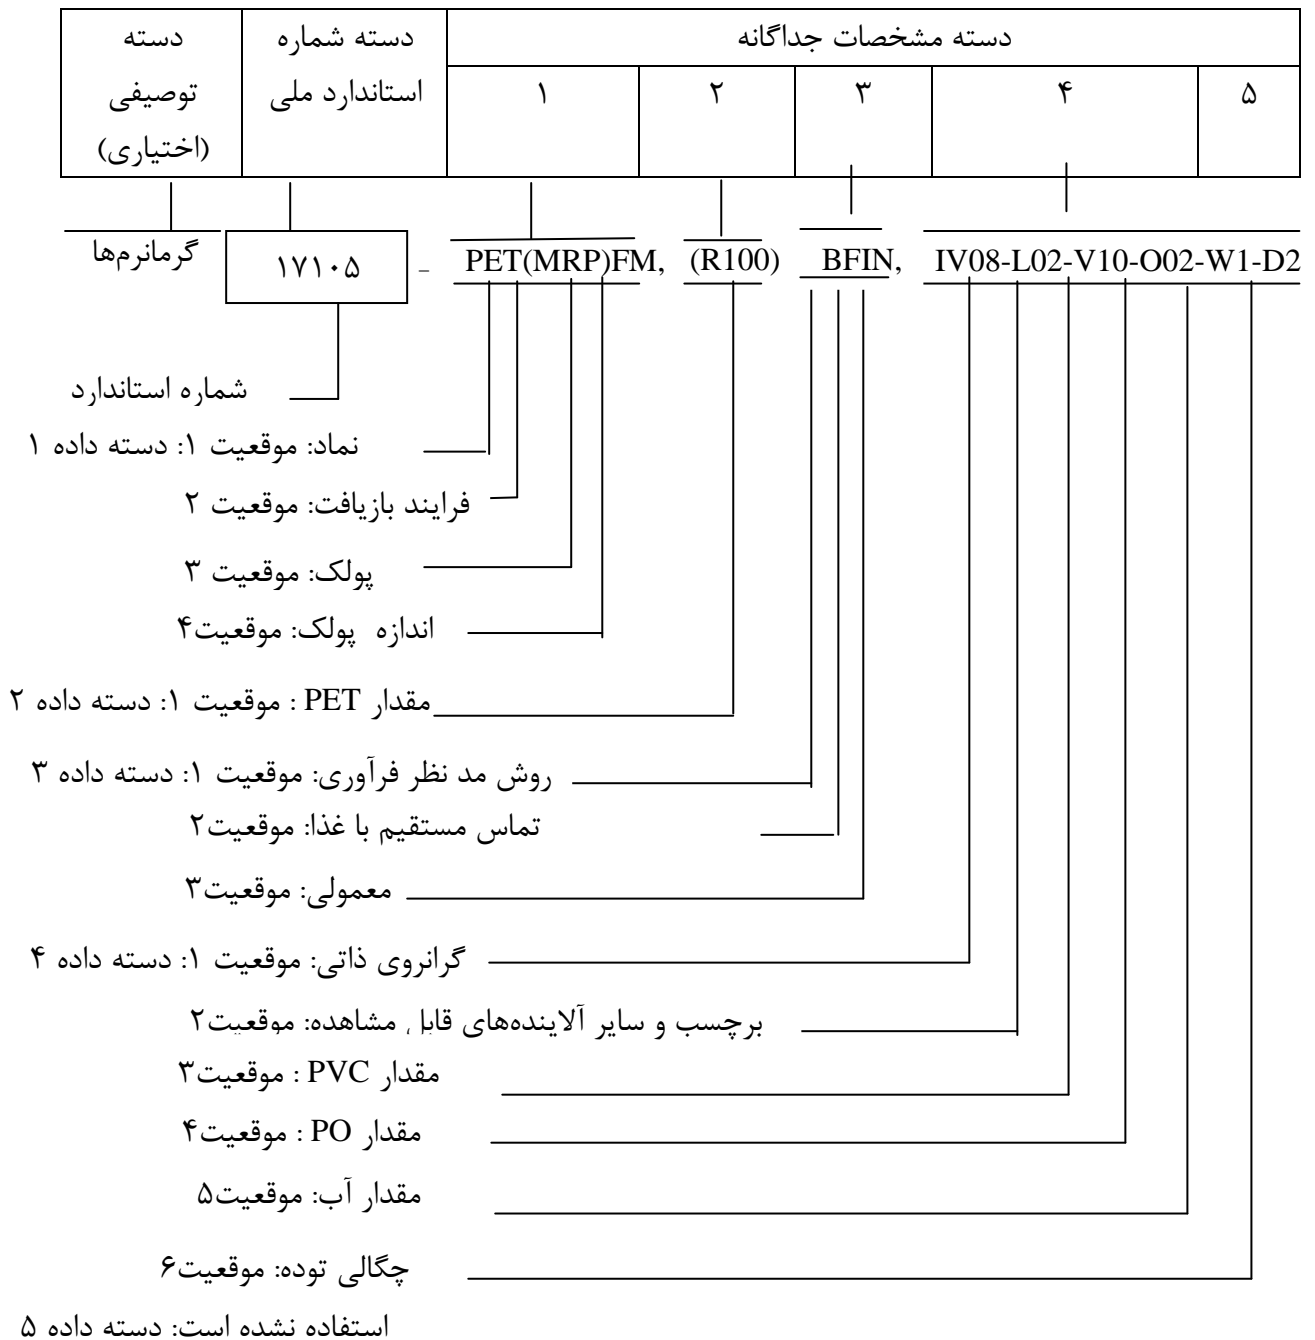 دسته مشخصات جداگانه
دسته شماره استاندارد ملی
دسته توصیفی (اختیاری)
۱ ۲ ۳ ۴ ۵
گرمانرم‌ها
۱۷۱۰۵
- PET(MRP)FM, (R100) BFIN, IV08-L02-V10-O02-W1-D2
شماره استاندارد
نماد: موقعیت ۱: دسته داده ۱
فرایند بازیافت: موقعیت ۲
پولک: موقعیت ۳
اندازه پولک: موقعیت۴
مقدار PET : موقعیت ۱: دسته داده ۲
روش مد نظر فرآوری: موقعیت ۱: دسته داده ۳
تماس مستقیم با غذا: موقعیت۲
معمولی: موقعیت۳
گرانروی ذاتی: موقعیت ۱: دسته داده ۴
برچسب و سایر آلاینده‌های قابل مشاهده: موقعیت۲
مقدار PVC : موقعیت۳
مقدار PO : موقعیت۴
مقدار آب: موقعیت۵
چگالی توده: موقعیت۶
استفاده نشده است: دسته داده ۵